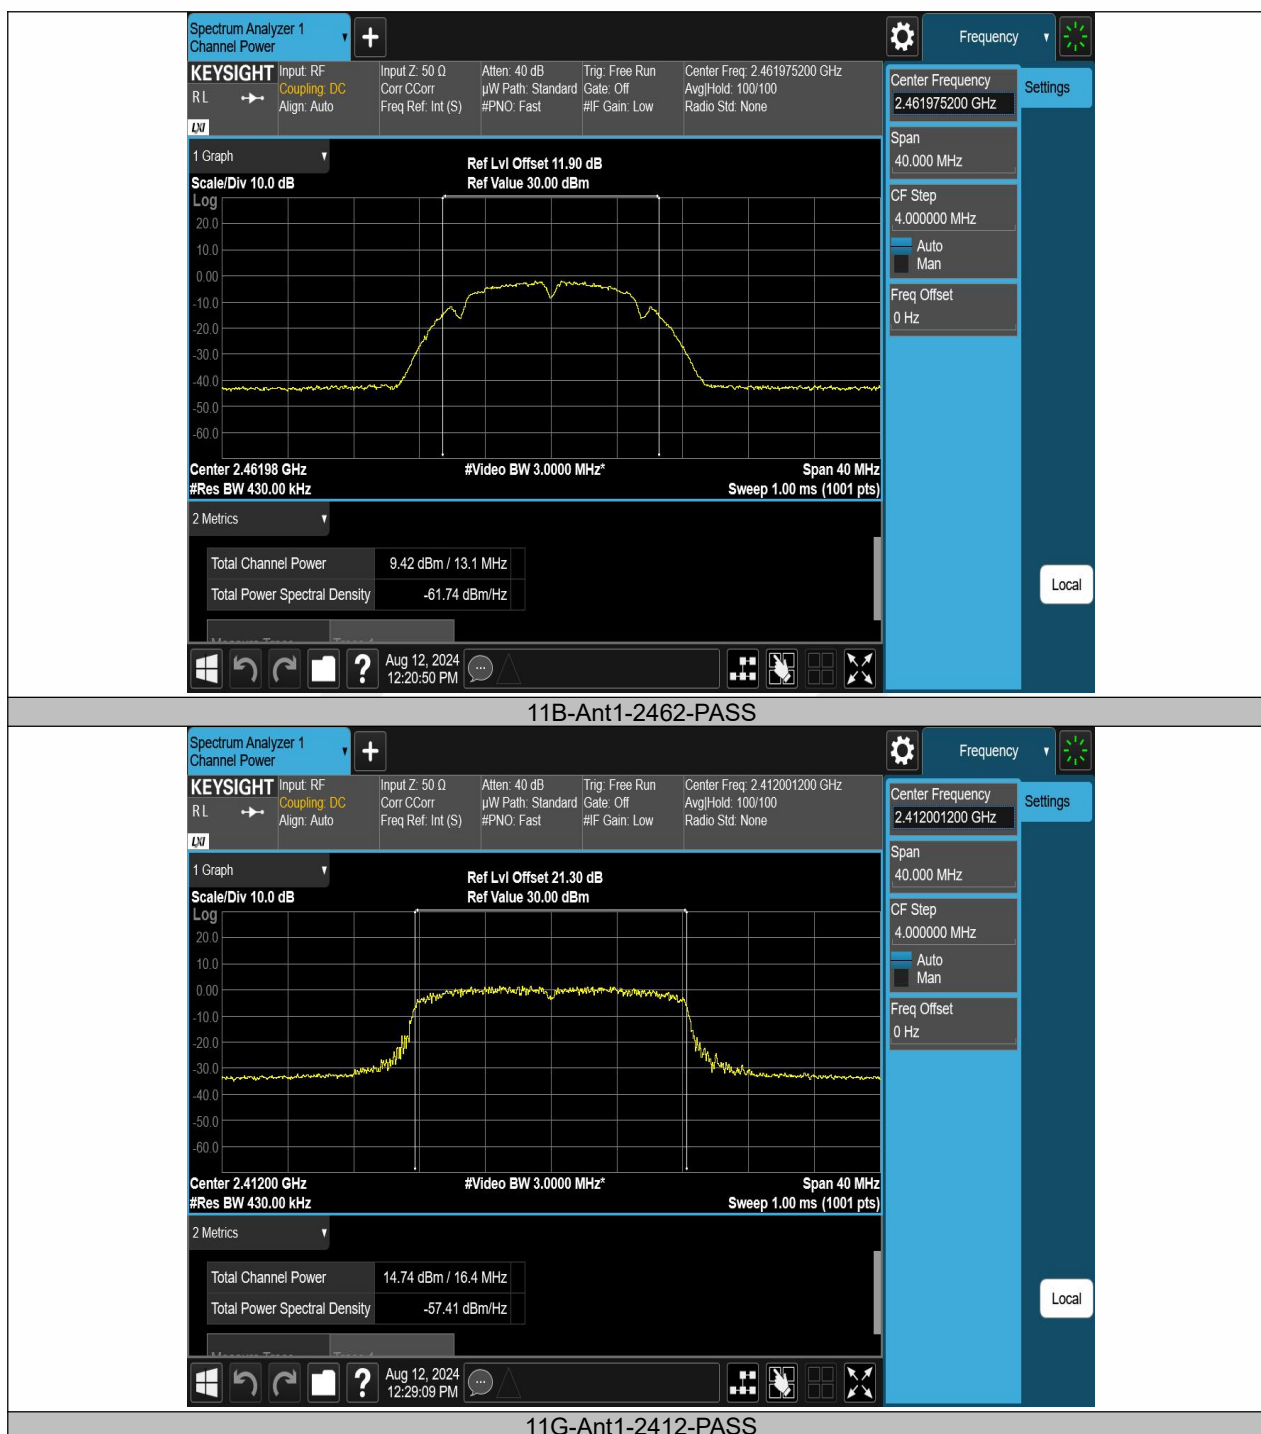 Spectrum Analyzer 1
Channel Power
Frequency
KEYSIGHT Input: RF Input Z: 50 Ω Atten: 40 dB Trig: Free Run Center Freq: 2.461975200 GHz
RL Coupling: DC Corr CCorr µW Path: Standard Gate: Off Avg|Hold: 100/100
Align: Auto Freq Ref: Int (S) #PNO: Fast #IF Gain: Low Radio Std: None
LXI
Center Frequency
2.461975200 GHz
Settings
Span
40.000 MHz
CF Step
4.000000 MHz
Auto
Man
Freq Offset
0 Hz
1 Graph
Ref Lvl Offset 11.90 dB
Scale/Div 10.0 dB Ref Value 30.00 dBm
Log
20.0
10.0
0.00
-10.0
-20.0
-30.0
-40.0
-50.0
-60.0
Center 2.46198 GHz #Video BW 3.0000 MHz* Span 40 MHz
#Res BW 430.00 kHz Sweep 1.00 ms (1001 pts)
2 Metrics
Total Channel Power 9.42 dBm / 13.1 MHz
Total Power Spectral Density -61.74 dBm/Hz
Local
? Aug 12, 2024
12:20:50 PM
11B-Ant1-2462-PASS
Spectrum Analyzer 1
Channel Power
Frequency
KEYSIGHT Input: RF Input Z: 50 Ω Atten: 40 dB Trig: Free Run Center Freq: 2.412001200 GHz
RL Coupling: DC Corr CCorr µW Path: Standard Gate: Off Avg|Hold: 100/100
Align: Auto Freq Ref: Int (S) #PNO: Fast #IF Gain: Low Radio Std: None
LXI
Center Frequency
2.412001200 GHz
Settings
Span
40.000 MHz
CF Step
4.000000 MHz
Auto
Man
Freq Offset
0 Hz
1 Graph
Ref Lvl Offset 21.30 dB
Scale/Div 10.0 dB Ref Value 30.00 dBm
Log
20.0
10.0
0.00
-10.0
-20.0
-30.0
-40.0
-50.0
-60.0
Center 2.41200 GHz #Video BW 3.0000 MHz* Span 40 MHz
#Res BW 430.00 kHz Sweep 1.00 ms (1001 pts)
2 Metrics
Total Channel Power 14.74 dBm / 16.4 MHz
Total Power Spectral Density -57.41 dBm/Hz
Local
? Aug 12, 2024
12:29:09 PM
11G-Ant1-2412-PASS